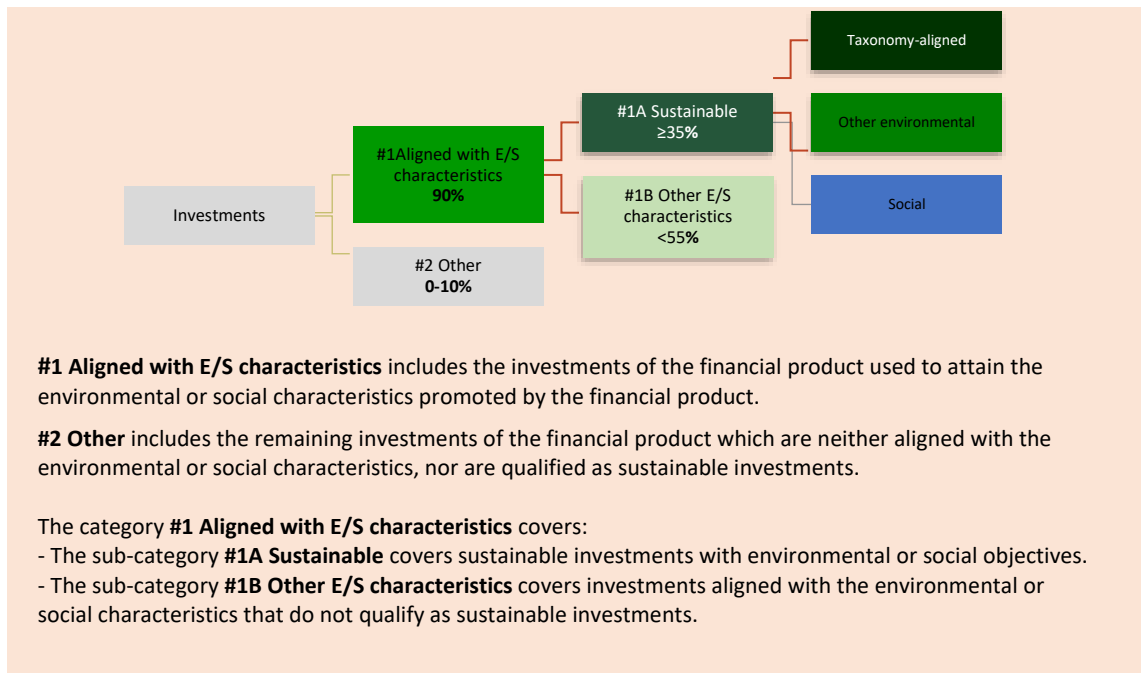 Taxonomy-aligned
#1A Sustainable
≥35%
Other environmental
#1Aligned with E/S
characteristics
90%
#1B Other E/S
characteristics
<55%
Social
Investments
#2 Other
0-10%
#1 Aligned with E/S characteristics includes the investments of the financial product used to attain the
environmental or social characteristics promoted by the financial product.
#2 Other includes the remaining investments of the financial product which are neither aligned with the
environmental or social characteristics, nor are qualified as sustainable investments.
The category #1 Aligned with E/S characteristics covers:
- The sub-category #1A Sustainable covers sustainable investments with environmental or social objectives.
- The sub-category #1B Other E/S characteristics covers investments aligned with the environmental or
social characteristics that do not qualify as sustainable investments.